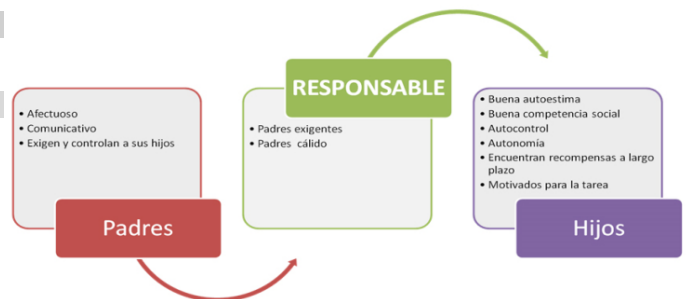 • Afectuoso
• Comunicativo
• Exigen y controlan a sus hijos
Padres
RESPONSABLE
• Padres exigentes
• Padres cálido
• Buena autoestima
• Buena competencia social
• Autocontrol
• Autonomía
• Encuentran recompensas a largo
plazo
• Motivados para la tarea
Hijos